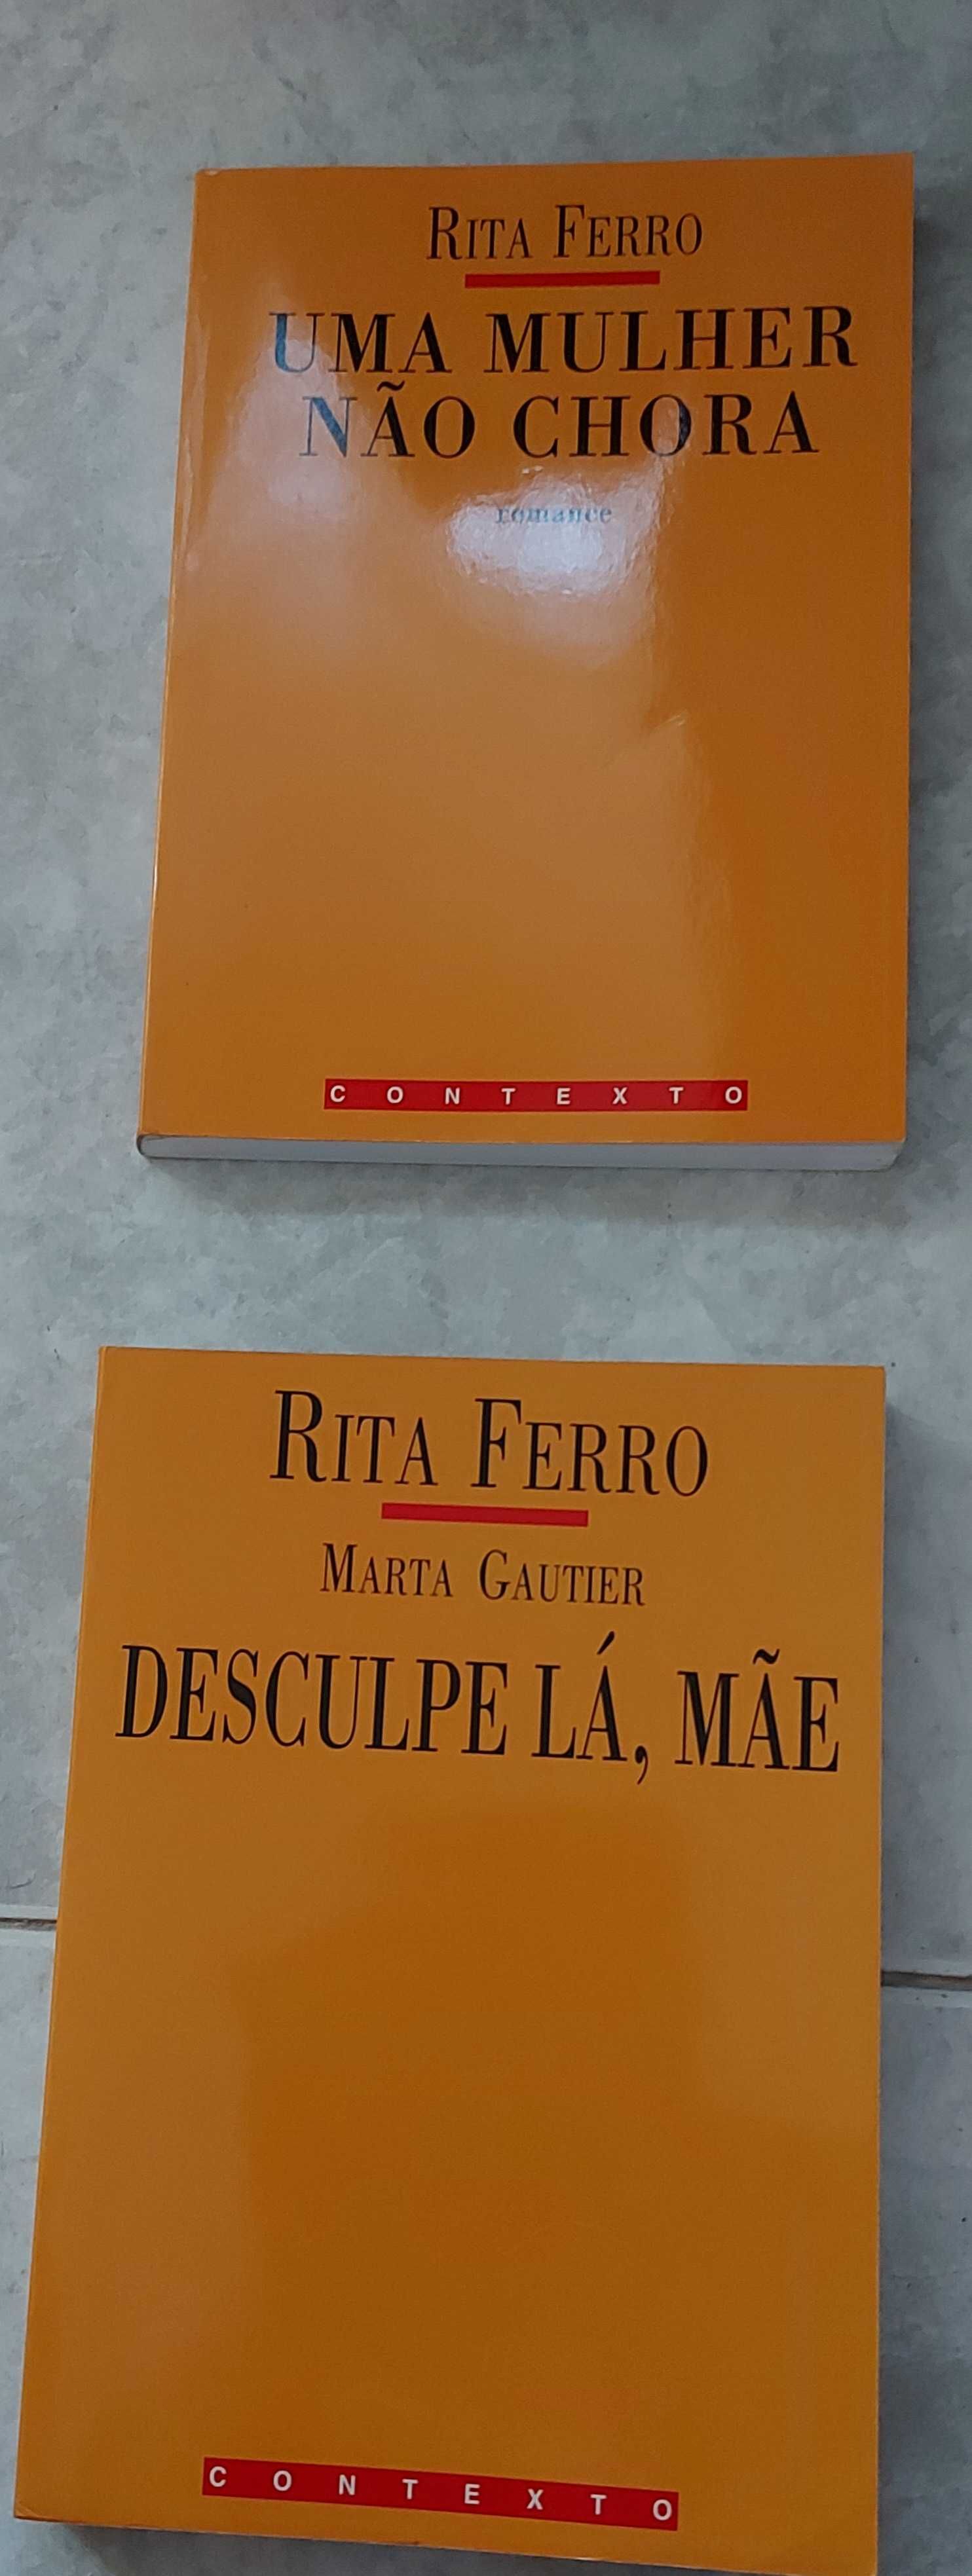 RITA FERRO
UMA MULHER
NÃO CHORA
romance
CONTEXTO
RITA FERRO
MARTA GAUTIER
DESCULPE LÁ, MÃE
CONTEXTO